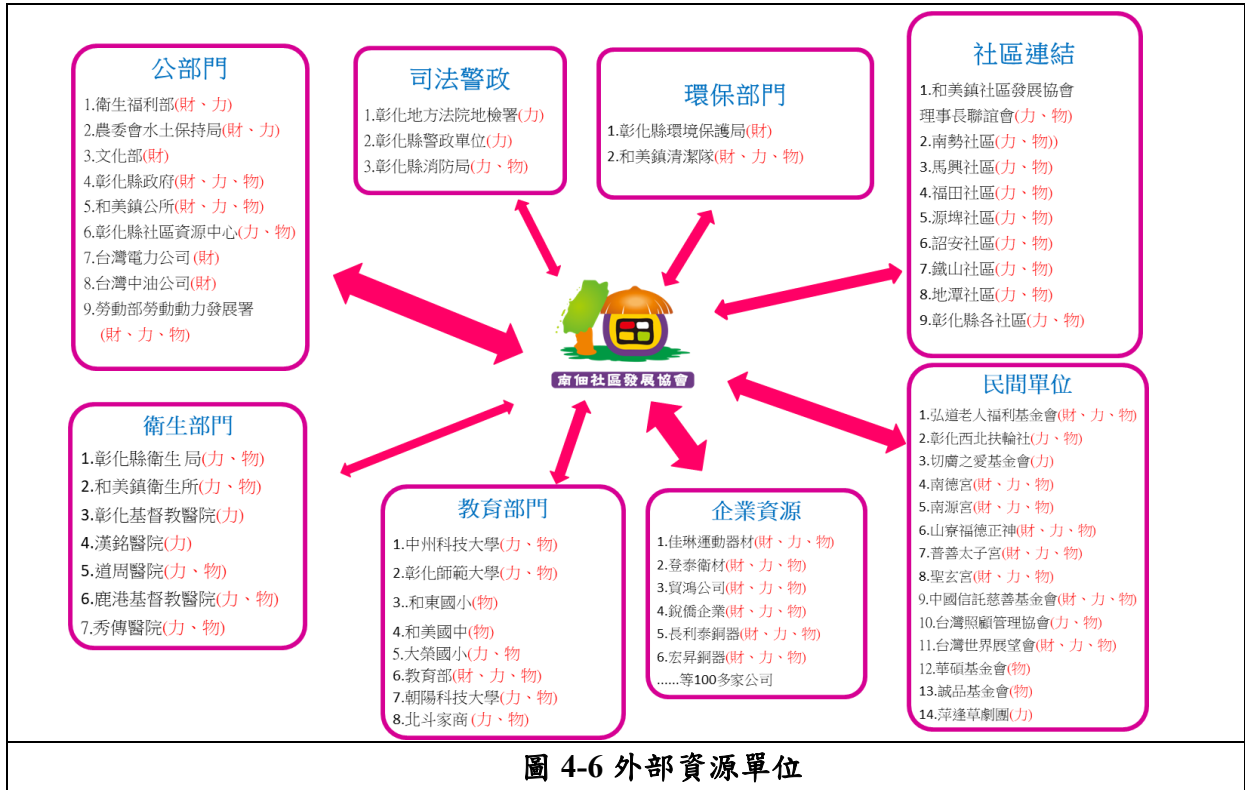 公部門
1.衛生福利部(財、力)
2.農委會水土保持局(財、力)
3.文化部(財)
4.彰化縣政府(財、力、物)
5.和美鎮公所(財、力、物)
6.彰化縣社區資源中心(力、物)
7.台灣電力公司(財)
8.台灣中油公司(財)
9.勞動部勞動動力發展署
(財、力、物)
司法警政
1.彰化地方法院地檢署(力)
2.彰化縣警政單位(力)
3.彰化縣消防局(力、物)
環保部門
1.彰化縣環境保護局(財)
2.和美鎮清潔隊(財、力、物)
社區連結
1.和美鎮社區發展協會
理事長聯誼會(力、物)
2.南勢社區(力、物))
3.馬興社區(力、物)
4.福田社區(力、物)
5.源埤社區(力、物)
6.詔安社區(力、物)
7.鐵山社區(力、物)
8.地潭社區(力、物)
9.彰化縣各社區(力、物)
南佃社區發展協會
衛生部門
1.彰化縣衛生局(力、物)
2.和美鎮衛生所(力、物)
3.彰化基督教醫院(力)
4.漢銘醫院(力)
5.道周醫院(力、物)
6.鹿港基督教醫院(力、物)
7.秀傳醫院(力、物)
教育部門
1.中州科技大學(力、物)
2.彰化師範大學(力、物)
3..和東國小(物)
4.和美國中(物)
5.大榮國小(力、物
6.教育部(財、力、物)
7.朝陽科技大學(力、物)
8.北斗家商(力、物)
企業資源
1.佳琳運動器材(財、力、物)
2.登泰衛材(財、力、物)
3.貿鴻公司(財、力、物)
4.銳僑企業(財、力、物)
5.長利泰銅器(財、力、物)
6.宏昇銅器(財、力、物)
......等100多家公司
民間單位
1.弘道老人福利基金會(財、力、物)
2.彰化西北扶輪社(力、物)
3.切膚之愛基金會(力)
4.南德宮(財、力、物)
5.南源宮(財、力、物)
6.山寮福德正神(財、力、物)
7.普善太子宮(財、力、物)
8.聖玄宮(財、力、物)
9.中國信託慈善基金會(財、力、物)
10.台灣照顧管理協會(力、物)
11.台灣世界展望會(財、力、物)
12.華碩基金會(物)
13.誠品基金會(物)
14.萍逢草劇團(力)
圖 4-6 外部資源單位